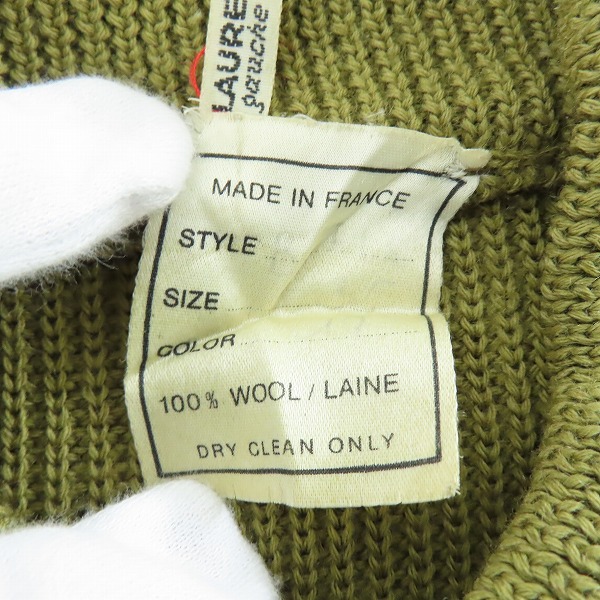 LAURE
gauche
MADE IN FRANCE
STYLE
SIZE
COLOR
100% WOOL / LAINE
DRY CLEAN ONLY